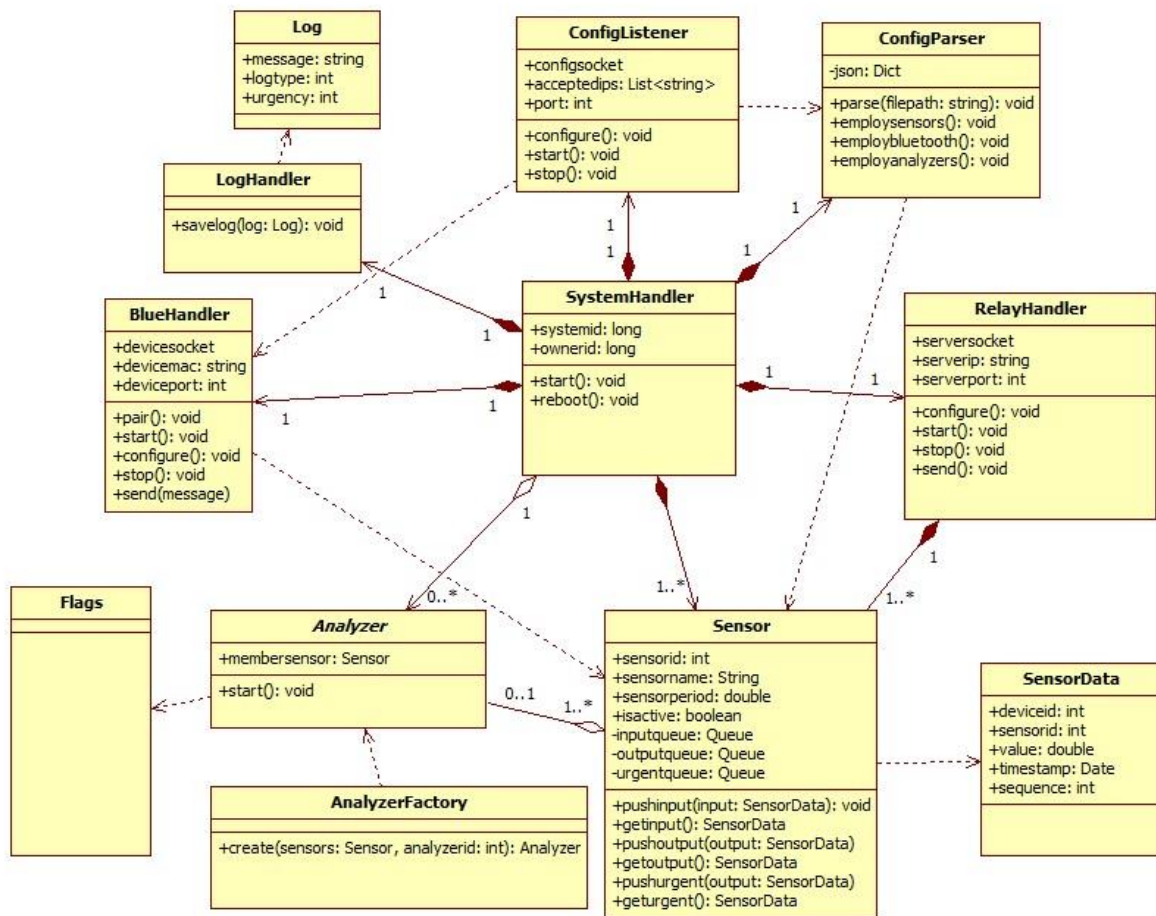 Log
+message: string
+logtype: int
+urgency: int
ConfigListener
+configsocket
+acceptedips: List<string>
+port: int
+configure(): void
+start(): void
+stop(): void
ConfigParser
-json: Dict
+parse(filepath: string): void
+employsensors(): void
+employbluetooth(): void
+employanalyzers(): void
LogHandler
+savelog(log: Log): void
1
1
1
1
1
1
SystemHandler
+systemid: long
+ownerid: long
+start(): void
+reboot(): void
BlueHandler
+devicesocket
+devicemac: string
+deviceport: int
+pair(): void
+start(): void
+configure(): void
+stop(): void
+send(message)
1
1
1
1
RelayHandler
+serversocket
+serverip: string
+serverport: int
+configure(): void
+start(): void
+stop(): void
+send(): void
1
0..*
1..*
1
1..*
Flags
Analyzer
+membersensor: Sensor
+start(): void
0..1
1..*
AnalyzerFactory
+create(sensors: Sensor, analyzerid: int): Analyzer
Sensor
+sensorid: int
+sensorname: String
+sensorperiod: double
+isactive: boolean
-inputqueue: Queue
-outputqueue: Queue
-urgentqueue: Queue
+pushinput(input: SensorData): void
+getinput(): SensorData
+pushoutput(output: SensorData)
+getoutput(): SensorData
+pushurgent(output: SensorData)
+geturgent(): SensorData
SensorData
+deviceid: int
+sensorid: int
+value: double
+timestamp: Date
+sequence: int